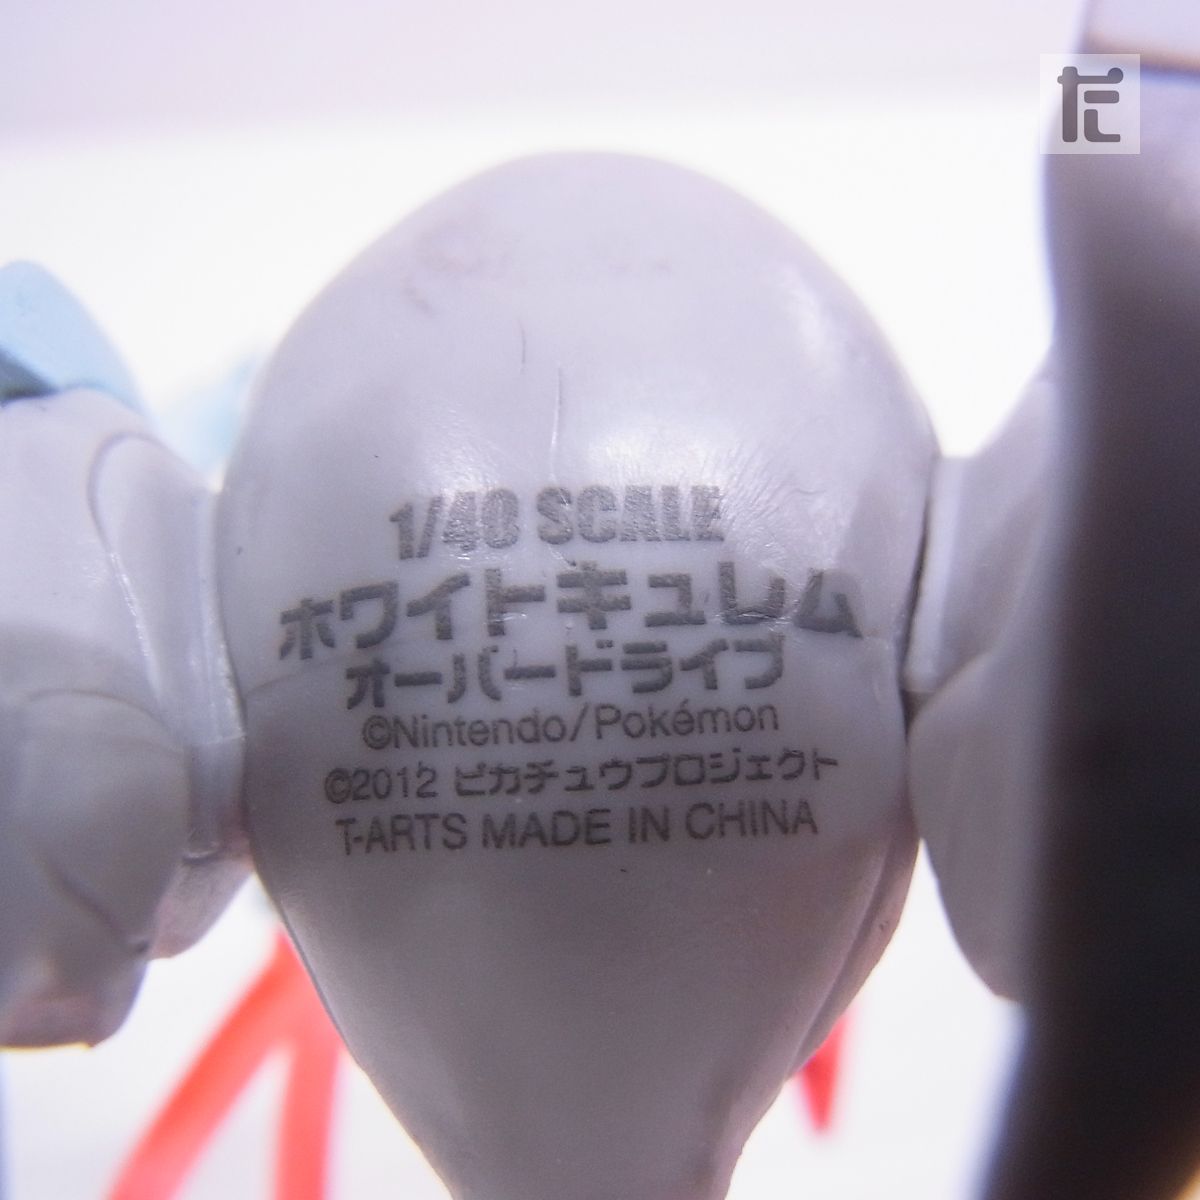 だ
1/40 SCALE
ホワイトキュレム
オーバードライブ
©Nintendo/Pokémon
©2012 ピカチュウプロジェクト
T-ARTS MADE IN CHINA